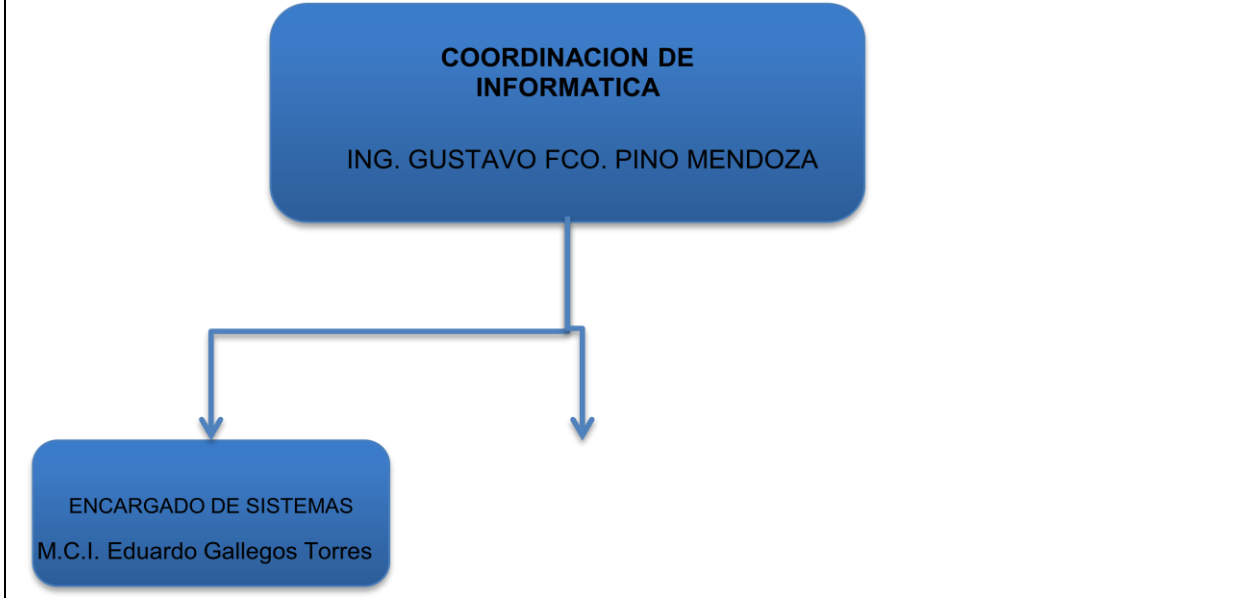 COORDINACION DE
INFORMATICA
ING. GUSTAVO FCO. PINO MENDOZA
ENCARGADO DE SISTEMAS
M.C.I. Eduardo Gallegos Torres